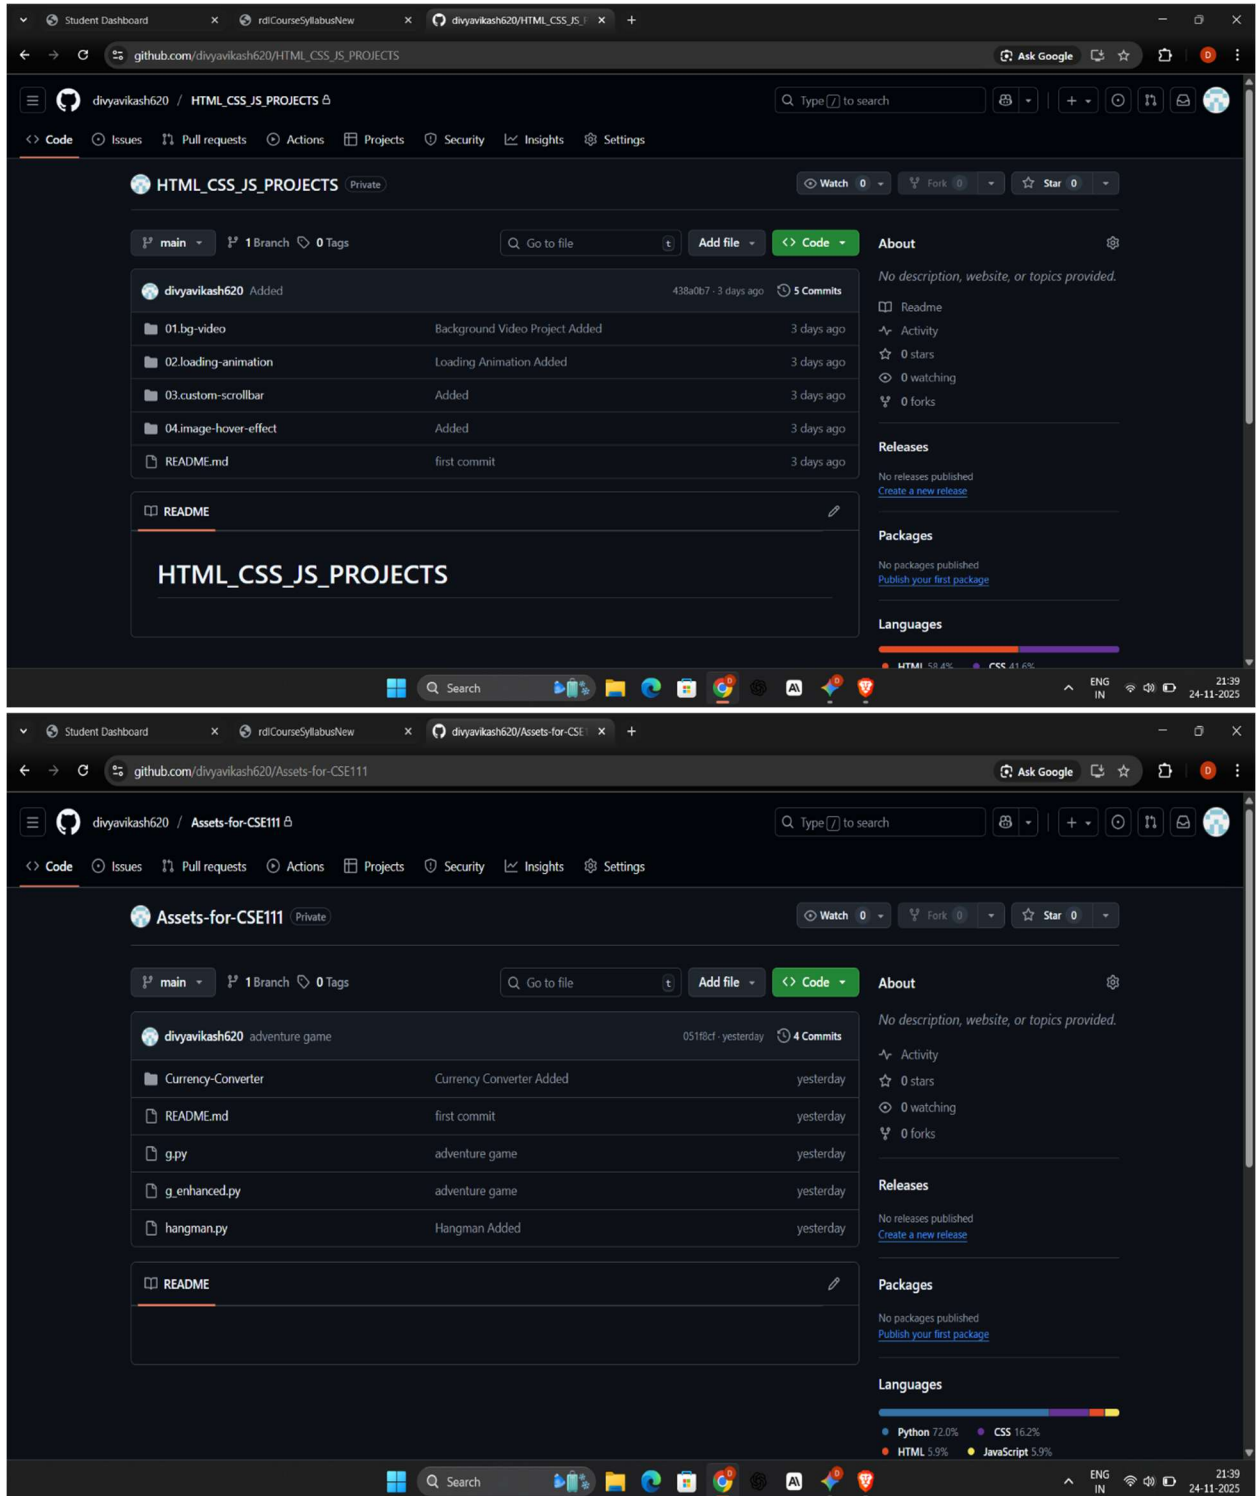 Student Dashboard
rdlCourseSyllabusNew
divyavikash620/HTML_CSS_JS_F
github.com/divyavikash620/HTML_CSS_JS_PROJECTS
Ask Google
D
divyavikash620 / HTML_CSS_JS_PROJECTS
Type / to search
Code Issues Pull requests Actions Projects Security Insights Settings
HTML_CSS_JS_PROJECTS Private
Watch 0 Fork 0 Star 0
main 1 Branch 0 Tags
Go to file t
Add file
Code
About
No description, website, or topics provided.
divyavikash620 Added 438a0b7 · 3 days ago 5 Commits
01.bg-video Background Video Project Added 3 days ago
02.loading-animation Loading Animation Added 3 days ago
03.custom-scrollbar Added 3 days ago
04.image-hover-effect Added 3 days ago
README.md first commit 3 days ago
README
HTML_CSS_JS_PROJECTS
Readme
Activity
0 stars
0 watching
0 forks
Releases
No releases published
Create a new release
Packages
No packages published
Publish your first package
Languages
HTML 58.4% CSS 41.6%
Search
ENG
IN
21:39
24-11-2025
Student Dashboard
rdlCourseSyllabusNew
divyavikash620/Assets-for-CSE1
github.com/divyavikash620/Assets-for-CSE111
Ask Google
D
divyavikash620 / Assets-for-CSE111
Type / to search
Code Issues Pull requests Actions Projects Security Insights Settings
Assets-for-CSE111 Private
Watch 0 Fork 0 Star 0
main 1 Branch 0 Tags
Go to file t
Add file
Code
About
No description, website, or topics provided.
divyavikash620 adventure game 051f8cf · yesterday 4 Commits
Currency-Converter Currency Converter Added yesterday
README.md first commit yesterday
g.py adventure game yesterday
g_enhanced.py adventure game yesterday
hangman.py Hangman Added yesterday
README
Activity
0 stars
0 watching
0 forks
Releases
No releases published
Create a new release
Packages
No packages published
Publish your first package
Languages
Python 72.0% CSS 16.2%
HTML 5.9% JavaScript 5.9%
Search
ENG
IN
21:39
24-11-2025